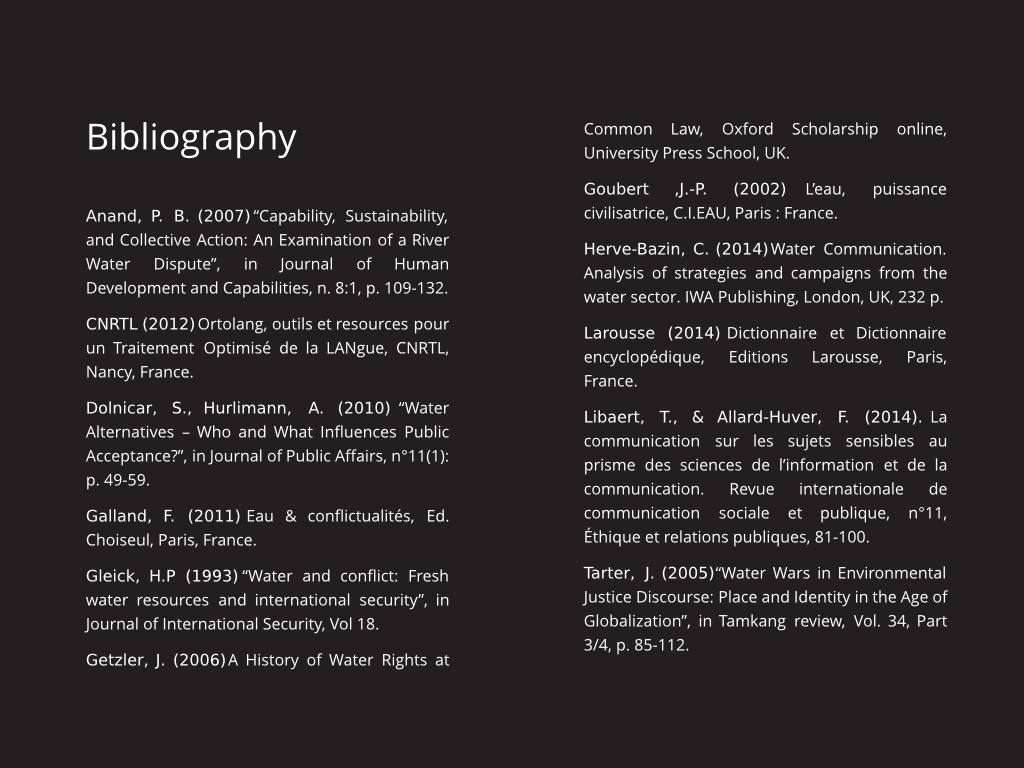 Bibliography
Anand, P. B. (2007) “Capability, Sustainability,
and Collective Action: An Examination of a River
Water Dispute”, in Journal of Human
Development and Capabilities, n. 8:1, p. 109-132.
CNRTL (2012) Ortolang, outils et resources pour
un Traitement Optimisé de la LANgue, CNRTL,
Nancy, France.
Dolnicar, S., Hurlimann, A. (2010) “Water
Alternatives – Who and What Influences Public
Acceptance?”, in Journal of Public Affairs, n°11(1):
p. 49-59.
Galland, F. (2011) Eau & conflictualités, Ed.
Choiseul, Paris, France.
Gleick, H.P (1993) “Water and conflict: Fresh
water resources and international security”, in
Journal of International Security, Vol 18.
Getzler, J. (2006) A History of Water Rights at
Common Law, Oxford Scholarship online,
University Press School, UK.
Goubert ,J.-P. (2002) L’eau, puissance
civilisatrice, C.I.EAU, Paris : France.
Herve-Bazin, C. (2014) Water Communication.
Analysis of strategies and campaigns from the
water sector. IWA Publishing, London, UK, 232 p.
Larousse (2014) Dictionnaire et Dictionnaire
encyclopédique, Editions Larousse, Paris,
France.
Libaert, T., & Allard-Huver, F. (2014). La
communication sur les sujets sensibles au
prisme des sciences de l’information et de la
communication. Revue internationale de
communication sociale et publique, n°11,
Éthique et relations publiques, 81-100.
Tarter, J. (2005)“Water Wars in Environmental
Justice Discourse: Place and Identity in the Age of
Globalization”, in Tamkang review, Vol. 34, Part
3/4, p. 85-112.